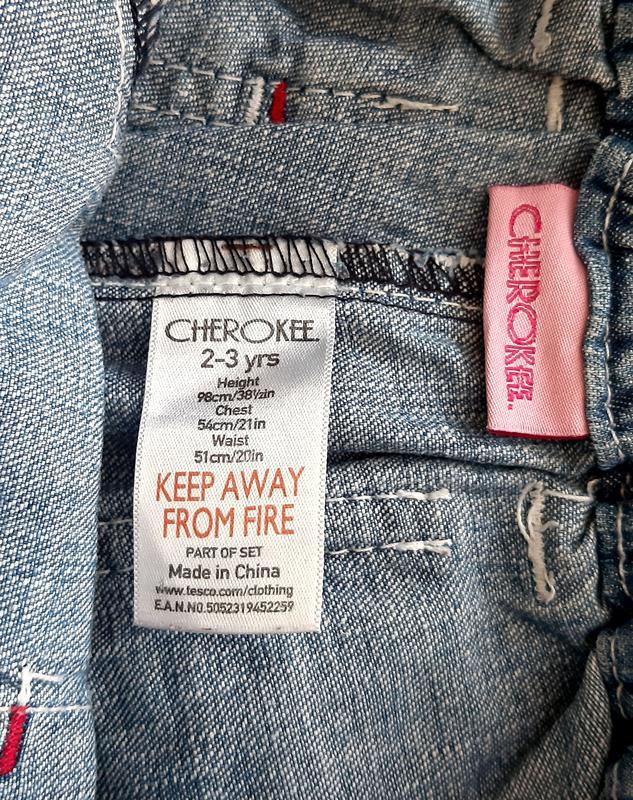 CHEROKEE.
2-3 yrs
Height
98cm/38½in
Chest
54cm/21in
Waist
51cm/20in
KEEP AWAY
FROM FIRE
PART OF SET
Made in China
www.tesco.com/clothing
E.A.N.NO.5052319452259
CHEROKEE.